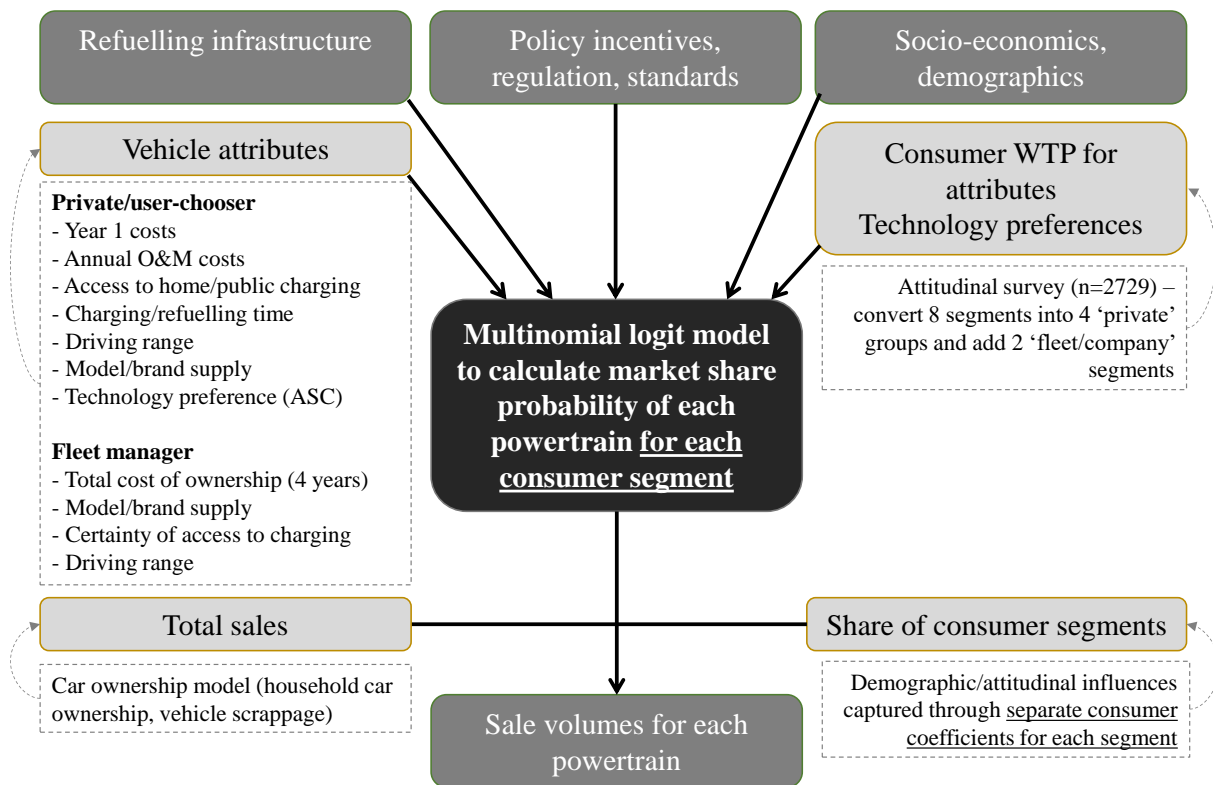 Refuelling infrastructure
Policy incentives,
regulation, standards
Socio-economics,
demographics
Vehicle attributes
Private/user-chooser
- Year 1 costs
- Annual O&M costs
- Access to home/public charging
- Charging/refuelling time
- Driving range
- Model/brand supply
- Technology preference (ASC)
Fleet manager
- Total cost of ownership (4 years)
- Model/brand supply
- Certainty of access to charging
- Driving range
Consumer WTP for
attributes
Technology preferences
Attitudinal survey (n=2729) –
convert 8 segments into 4 ‘private’
groups and add 2 ‘fleet/company’
segments
Multinomial logit model
to calculate market share
probability of each
powertrain for each
consumer segment
Total sales
Car ownership model (household car
ownership, vehicle scrappage)
Share of consumer segments
Demographic/attitudinal influences
captured through separate consumer
coefficients for each segment
Sale volumes for each
powertrain